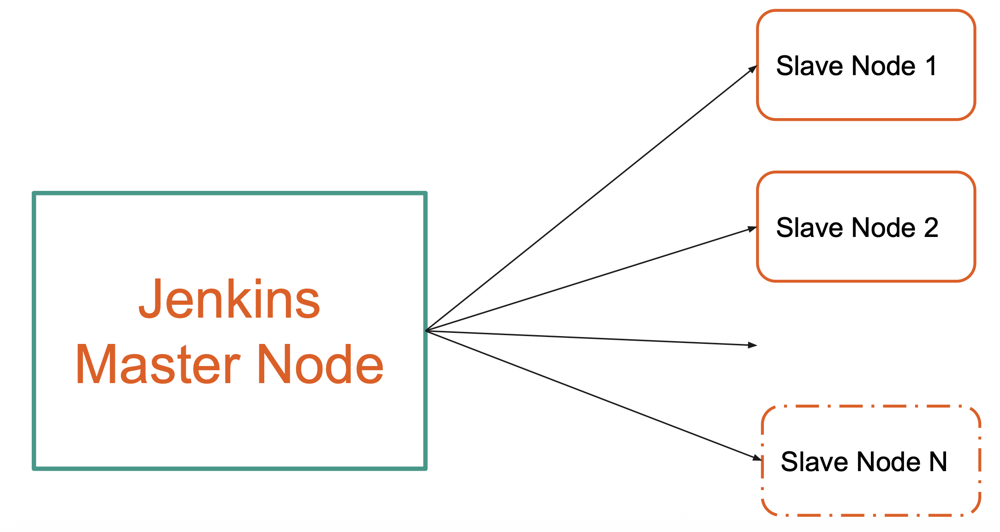 Slave Node 1
Slave Node 2
Jenkins
Master Node
Slave Node N